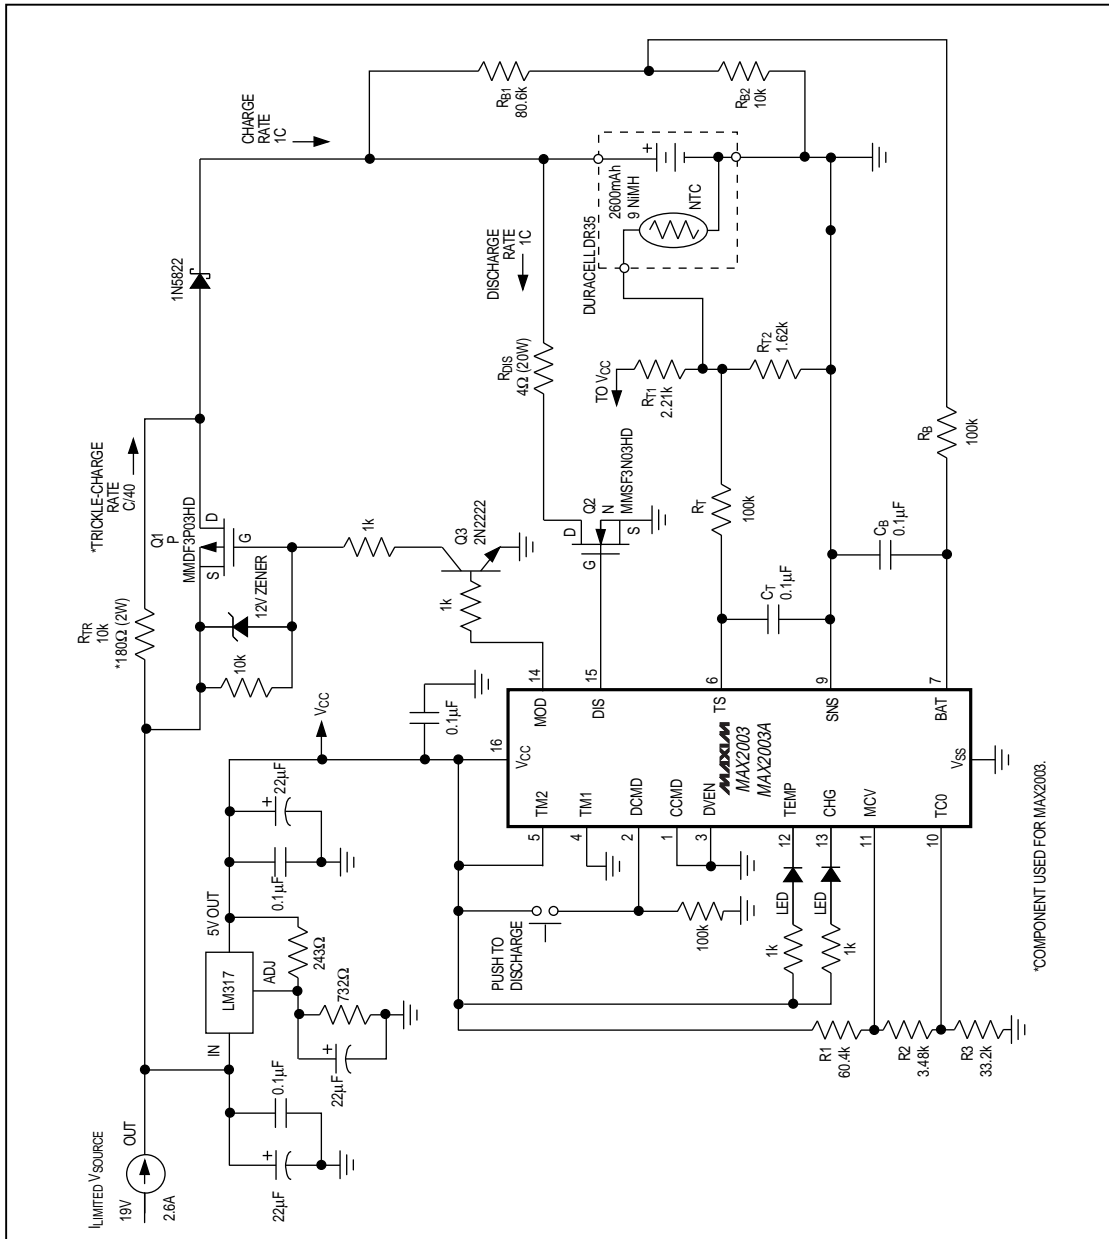 ILIMITED VSOURCE
19V
2.6A
OUT
22µF
0.1µF
IN
LM317
ADJ
5V OUT
22µF
732Ω
243Ω
0.1µF
22µF
VCC
0.1µF
RTR
10k
*180Ω (2W)
*TRICKLE-CHARGE
RATE
C/40
10k
12V ZENER
Q1
P
MMDF3P03HD
S
D
G
1k
Q3
2N2222
1k
1N5822
CHARGE
RATE
1C
RB1
80.6k
RB2
10k
DISCHARGE
RATE
1C
RDIS
4Ω (20W)
Q2
N
MMSF3N03HD
D
G
S
DURACELL DR35
2600mAh
9 NiMH
+
NTC
TO VCC
RT1
2.21k
RT2
1.62k
RT
100k
CT
0.1µF
CB
0.1µF
RB
100k
16
VCC
14
MOD
15
DIS
6
TS
9
SNS
7
BAT
MAXIM
MAX2003
MAX2003A
VSS
TM2
5
TM1
4
DCMD
2
CCMD
1
DVEN
3
TEMP
12
CHG
13
MCV
11
TC0
10
PUSH TO
DISCHARGE
100k
LED
1k
LED
1k
R1
60.4k
R2
3.48k
R3
33.2k
*COMPONENT USED FOR MAX2003.